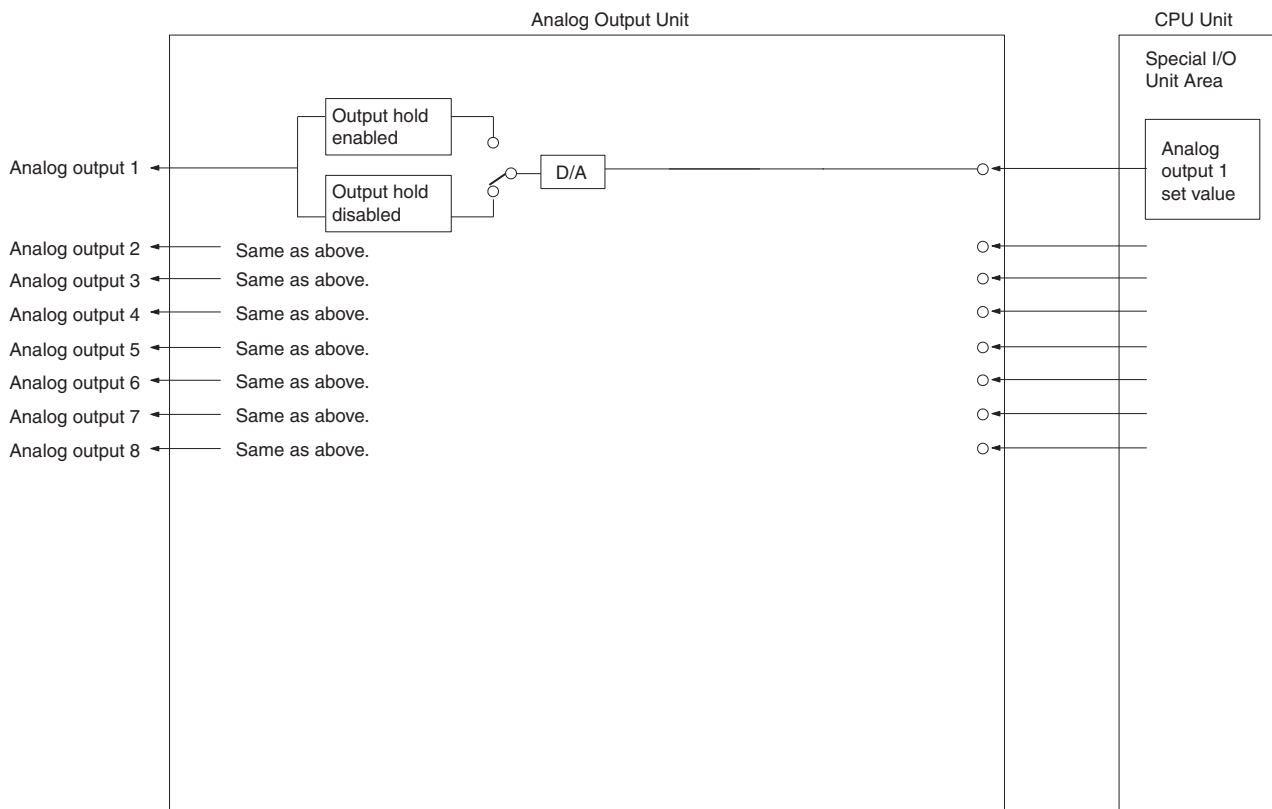 Analog Output Unit
CPU Unit
Special I/O
Unit Area
Output hold
enabled
Analog output 1
D/A
Analog
output 1
set value
Output hold
disabled
Analog output 2
Same as above.
Analog output 3
Same as above.
Analog output 4
Same as above.
Analog output 5
Same as above.
Analog output 6
Same as above.
Analog output 7
Same as above.
Analog output 8
Same as above.